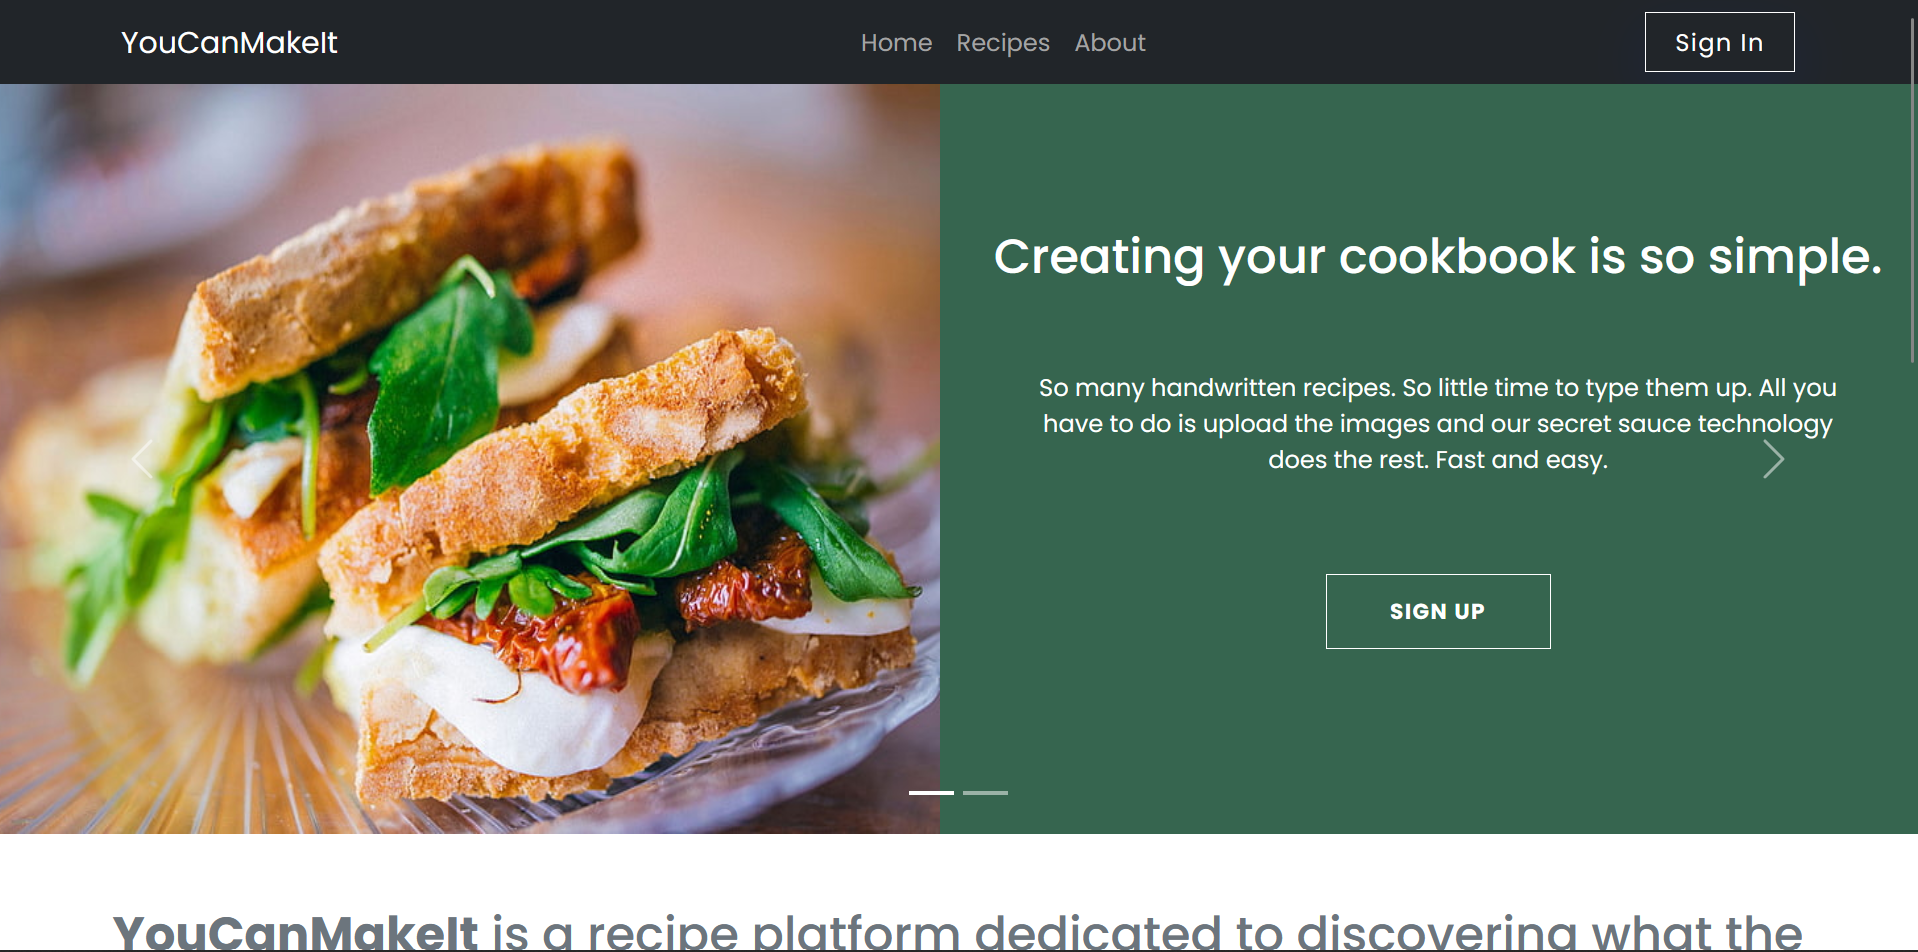 YouCanMakeIt
Home Recipes About
Sign In
Creating your cookbook is so simple.
So many handwritten recipes. So little time to type them up. All you
have to do is upload the images and our secret sauce technology
does the rest. Fast and easy.
SIGN UP
YouCanMakeIt is a recipe platform dedicated to discovering what the